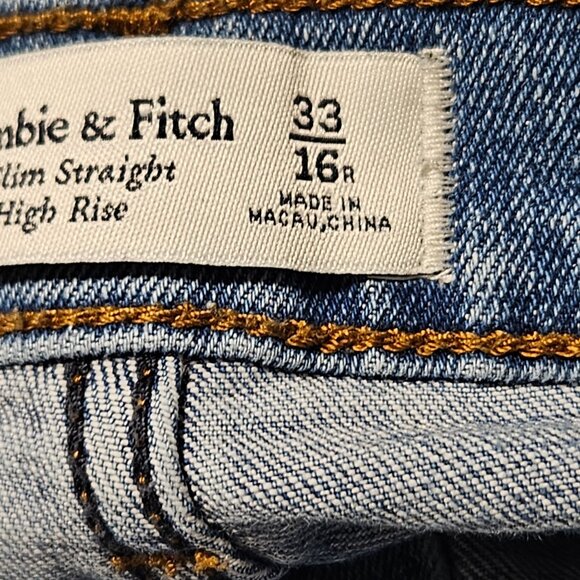 mbie & Fitch
Slim Straight
High Rise
33
16R
MADE IN
MACAU,CHINA